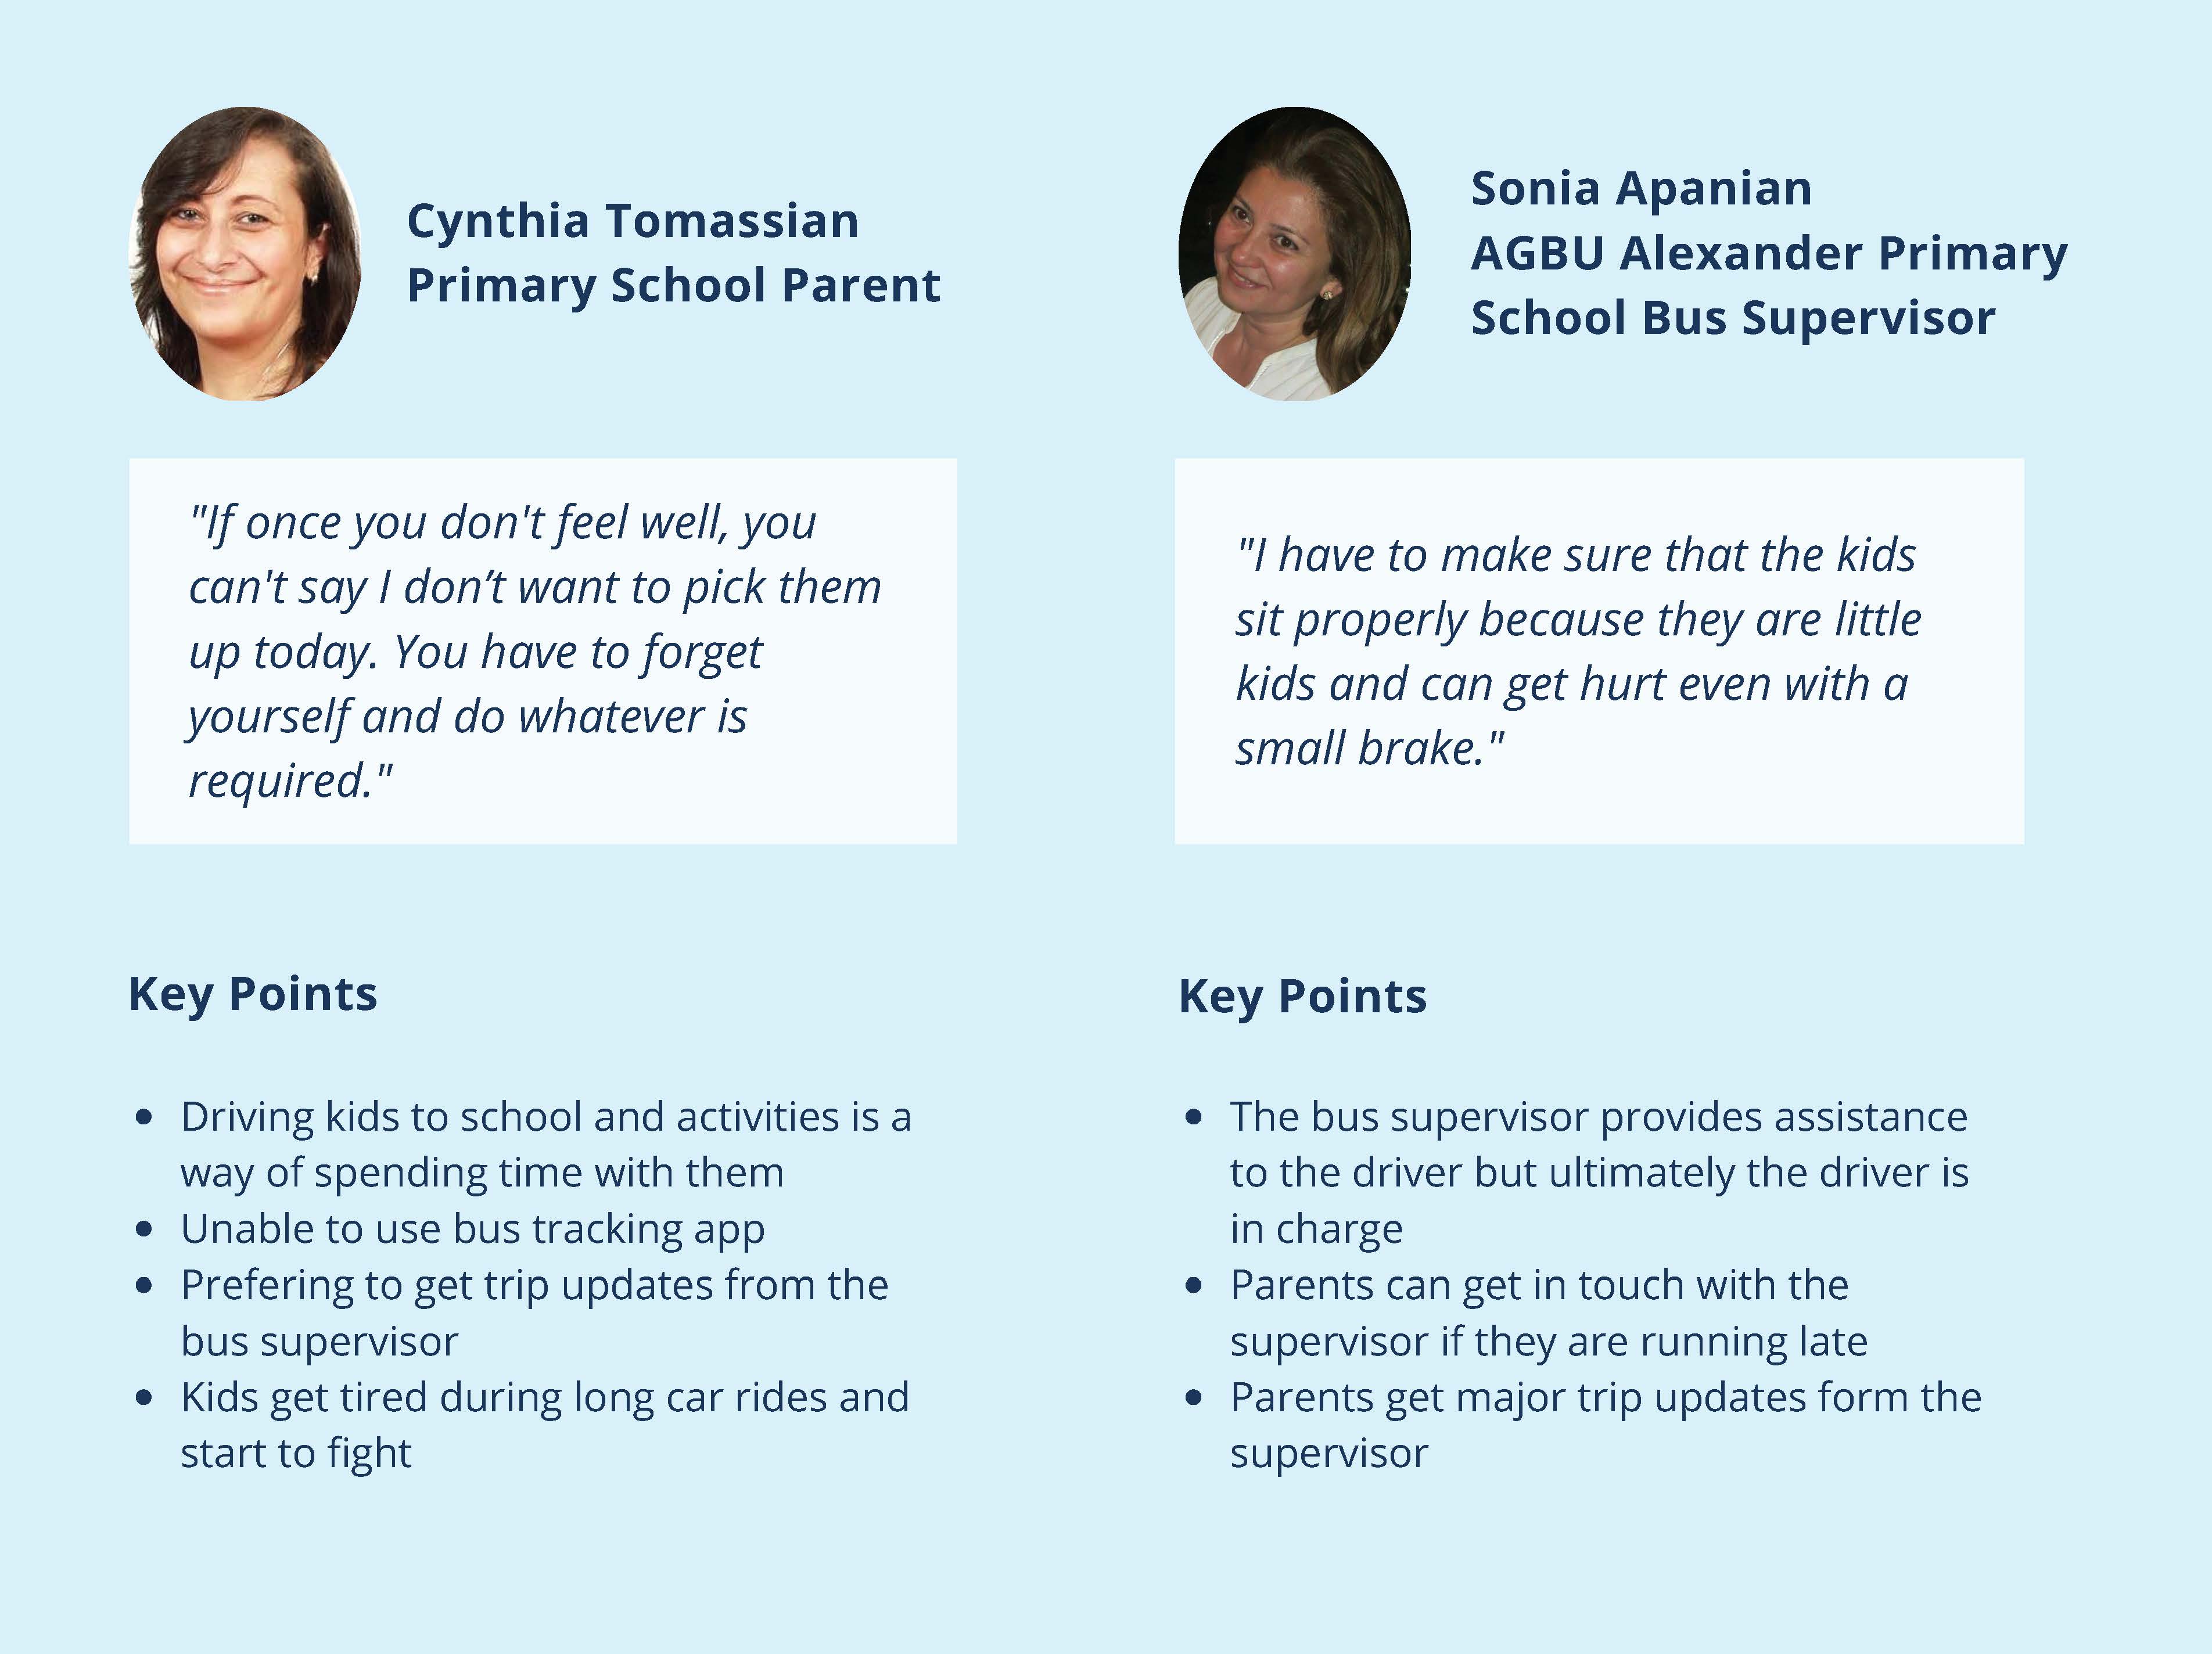 Cynthia Tomassian
Primary School Parent
"If once you don't feel well, you
can't say I don’t want to pick them
up today. You have to forget
yourself and do whatever is
required."
Key Points
• Driving kids to school and activities is a
way of spending time with them
• Unable to use bus tracking app
• Prefering to get trip updates from the
bus supervisor
• Kids get tired during long car rides and
start to fight
Sonia Apanian
AGBU Alexander Primary
School Bus Supervisor
"I have to make sure that the kids
sit properly because they are little
kids and can get hurt even with a
small brake."
Key Points
• The bus supervisor provides assistance
to the driver but ultimately the driver is
in charge
• Parents can get in touch with the
supervisor if they are running late
• Parents get major trip updates form the
supervisor